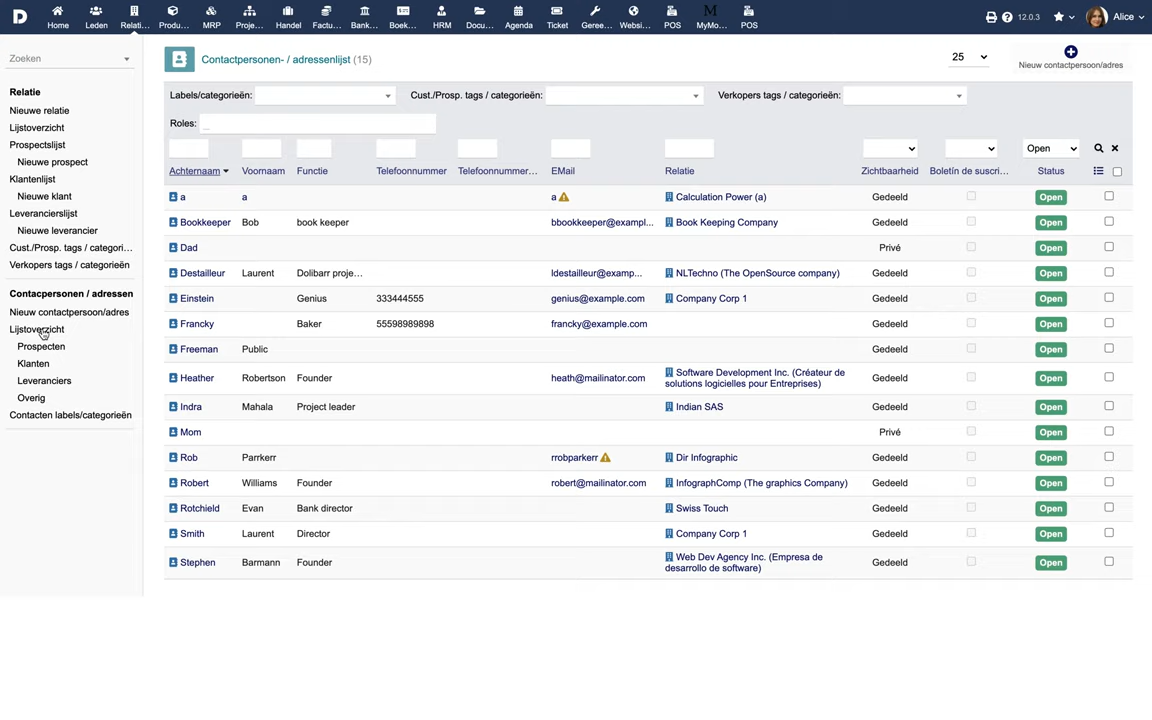 D
Home Leden Relati... Produ... MRP Proje... Handel Factu... Bank... Boek... HRM Docu... Agenda Ticket Geree... Websi... POS MyMo... POS 12.0.3 Alice
Zoeken
Relatie
Nieuwe relatie
Lijstoverzicht
Prospectslijst
Nieuwe prospect
Klantenlijst
Nieuwe klant
Leverancierslijst
Nieuwe leverancier
Cust./Prosp. tags / categori...
Verkopers tags / categorieën
Contacpersonen / adressen
Nieuw contactpersoon/adres
Lijstoverzicht
Prospecten
Klanten
Leveranciers
Overig
Contacten labels/categorieën
Contactpersonen- / adressenlijst (15)
25
Nieuw contactpersoon/adres
Labels/categorieën: Cust./Prosp. tags / categorieën: Verkopers tags / categorieën:
Roles:
Open
Achternaam Voornaam Functie Telefoonnummer Telefoonnummer... EMail Relatie Zichtbaarheid Boletín de suscri... Status
a a a Calculation Power (a) Gedeeld Open
Bookkeeper Bob book keeper bbookkeeper@exampl... Book Keeping Company Gedeeld Open
Dad Privé Open
Destailleur Laurent Dolibarr proje... ldestailleur@examp... NLTechno (The OpenSource company) Gedeeld Open
Einstein Genius 333444555 genius@example.com Company Corp 1 Gedeeld Open
Francky Baker 55598989898 francky@example.com Gedeeld Open
Freeman Public Gedeeld Open
Heather Robertson Founder heath@mailinator.com Software Development Inc. (Créateur de
solutions logicielles pour Entreprises) Gedeeld Open
Indra Mahala Project leader Indian SAS Gedeeld Open
Mom Privé Open
Rob Parrkerr rrobparkerr Dir Infographic Gedeeld Open
Robert Williams Founder robert@mailinator.com InfographComp (The graphics Company) Gedeeld Open
Rotchield Evan Bank director Swiss Touch Gedeeld Open
Smith Laurent Director Company Corp 1 Gedeeld Open
Stephen Barmann Founder Web Dev Agency Inc. (Empresa de
desarrollo de software) Gedeeld Open